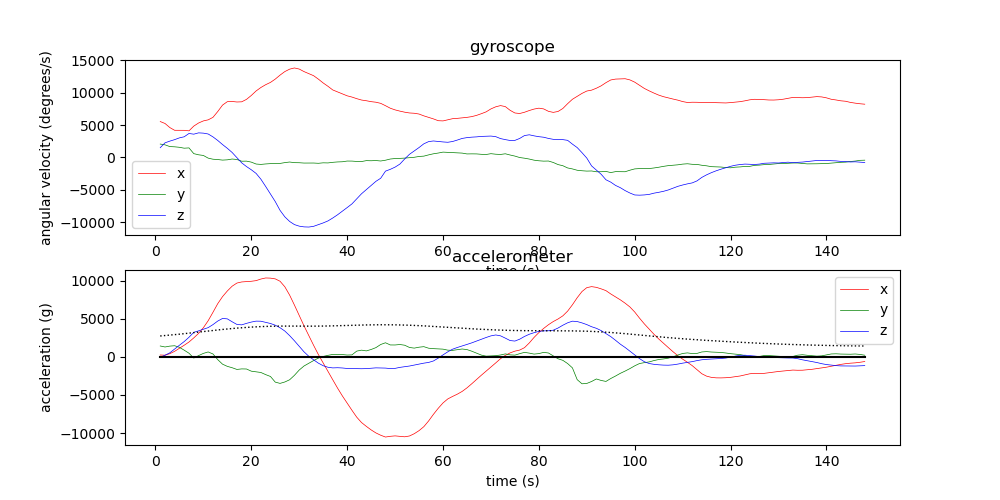 gyroscope
angular velocity (degrees/s)
15000
10000
5000
0
−5000
−10000
x
y
z
0 20 40 60 80 100 120 140
time (s)
accelerometer
acceleration (g)
10000
5000
0
−5000
−10000
x
y
z
0 20 40 60 80 100 120 140
time (s)